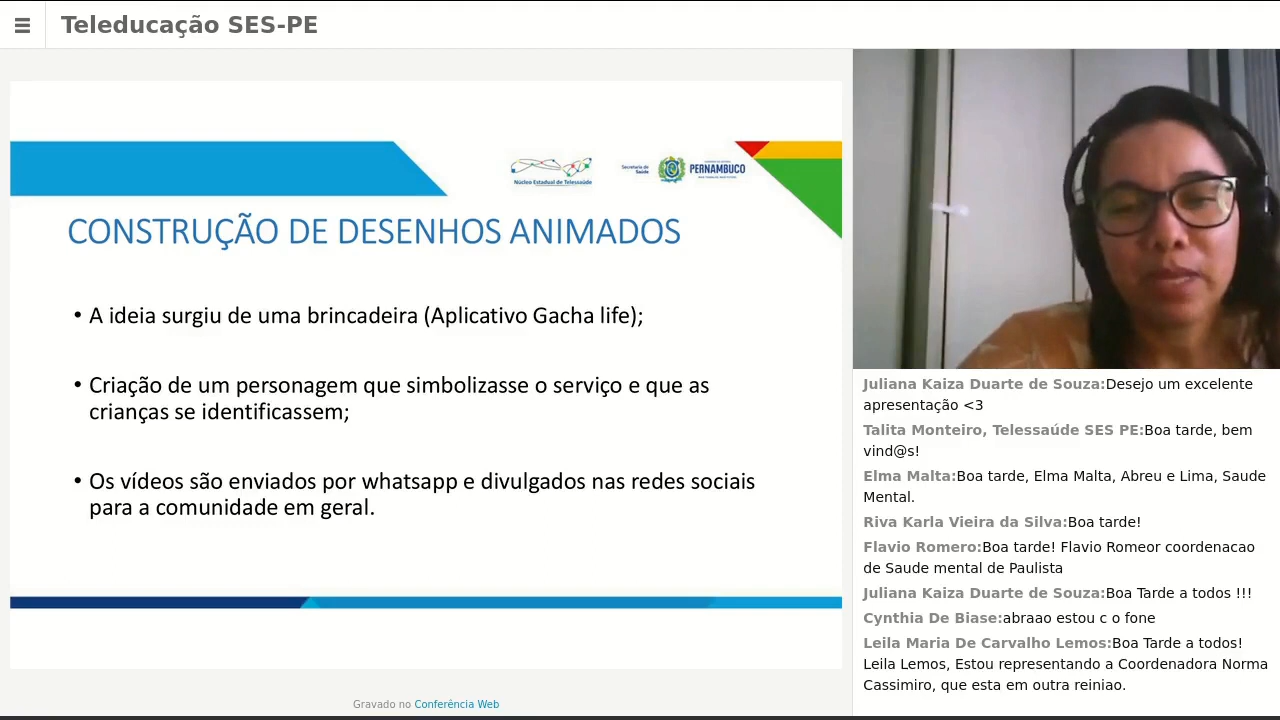 Teleducação SES-PE
Núcleo Estadual de Telessaúde
Secretaria de
Saúde
PERNAMBUCO
CONSTRUÇÃO DE DESENHOS ANIMADOS
• A ideia surgiu de uma brincadeira (Aplicativo Gacha life);
• Criação de um personagem que simbolizasse o serviço e que as
crianças se identificassem;
• Os vídeos são enviados por whatsapp e divulgados nas redes sociais
para a comunidade em geral.
Gravado no Conferência Web
Juliana Kaiza Duarte de Souza:Desejo um excelente
apresentação <3
Talita Monteiro, Telessaúde SES PE:Boa tarde, bem
vind@s!
Elma Malta:Boa tarde, Elma Malta, Abreu e Lima, Saude
Mental.
Riva Karla Vieira da Silva:Boa tarde!
Flavio Romero:Boa tarde! Flavio Romeor coordenacao
de Saude mental de Paulista
Juliana Kaiza Duarte de Souza:Boa Tarde a todos !!!
Cynthia De Biase:abraao estou c o fone
Leila Maria De Carvalho Lemos:Boa Tarde a todos!
Leila Lemos, Estou representando a Coordenadora Norma
Cassimiro, que esta em outra reiniao.